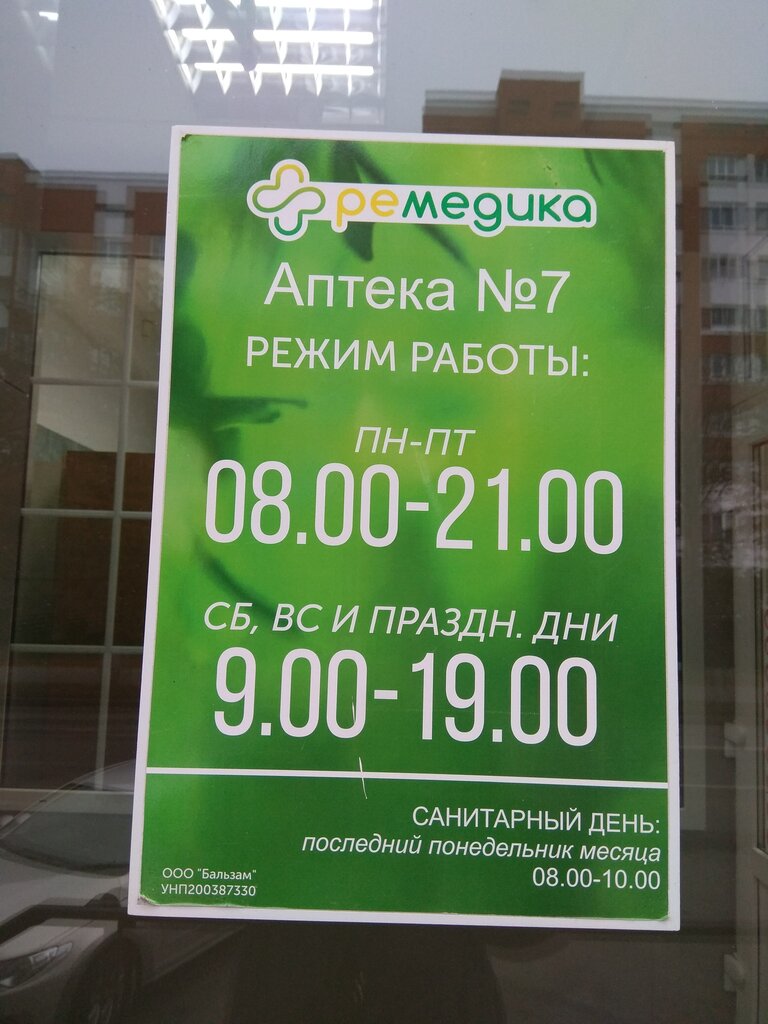 ремедика
Аптека №7
РЕЖИМ РАБОТЫ:
ПН-ПТ
08.00-21.00
СБ, ВС И ПРАЗДН. ДНИ
9.00-19.00
САНИТАРНЫЙ ДЕНЬ:
последний понедельник месяца
08.00-10.00
ООО "Бальзам"
УНП200387330